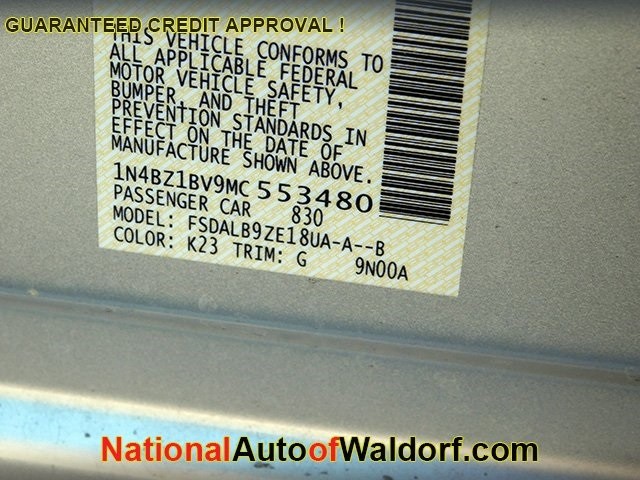 GUARANTEED CREDIT APPROVAL !
THIS VEHICLE CONFORMS TO
ALL APPLICABLE FEDERAL
MOTOR VEHICLE SAFETY,
BUMPER, AND THEFT
PREVENTION STANDARDS IN
EFFECT ON THE DATE OF
MANUFACTURE SHOWN ABOVE.
1N4BZ1BV9MC 553480
PASSENGER CAR 830
MODEL: FSDALB9ZE18UA-A--B
COLOR: K23 TRIM: G 9N00A
NationalAutoofWaldorf.com